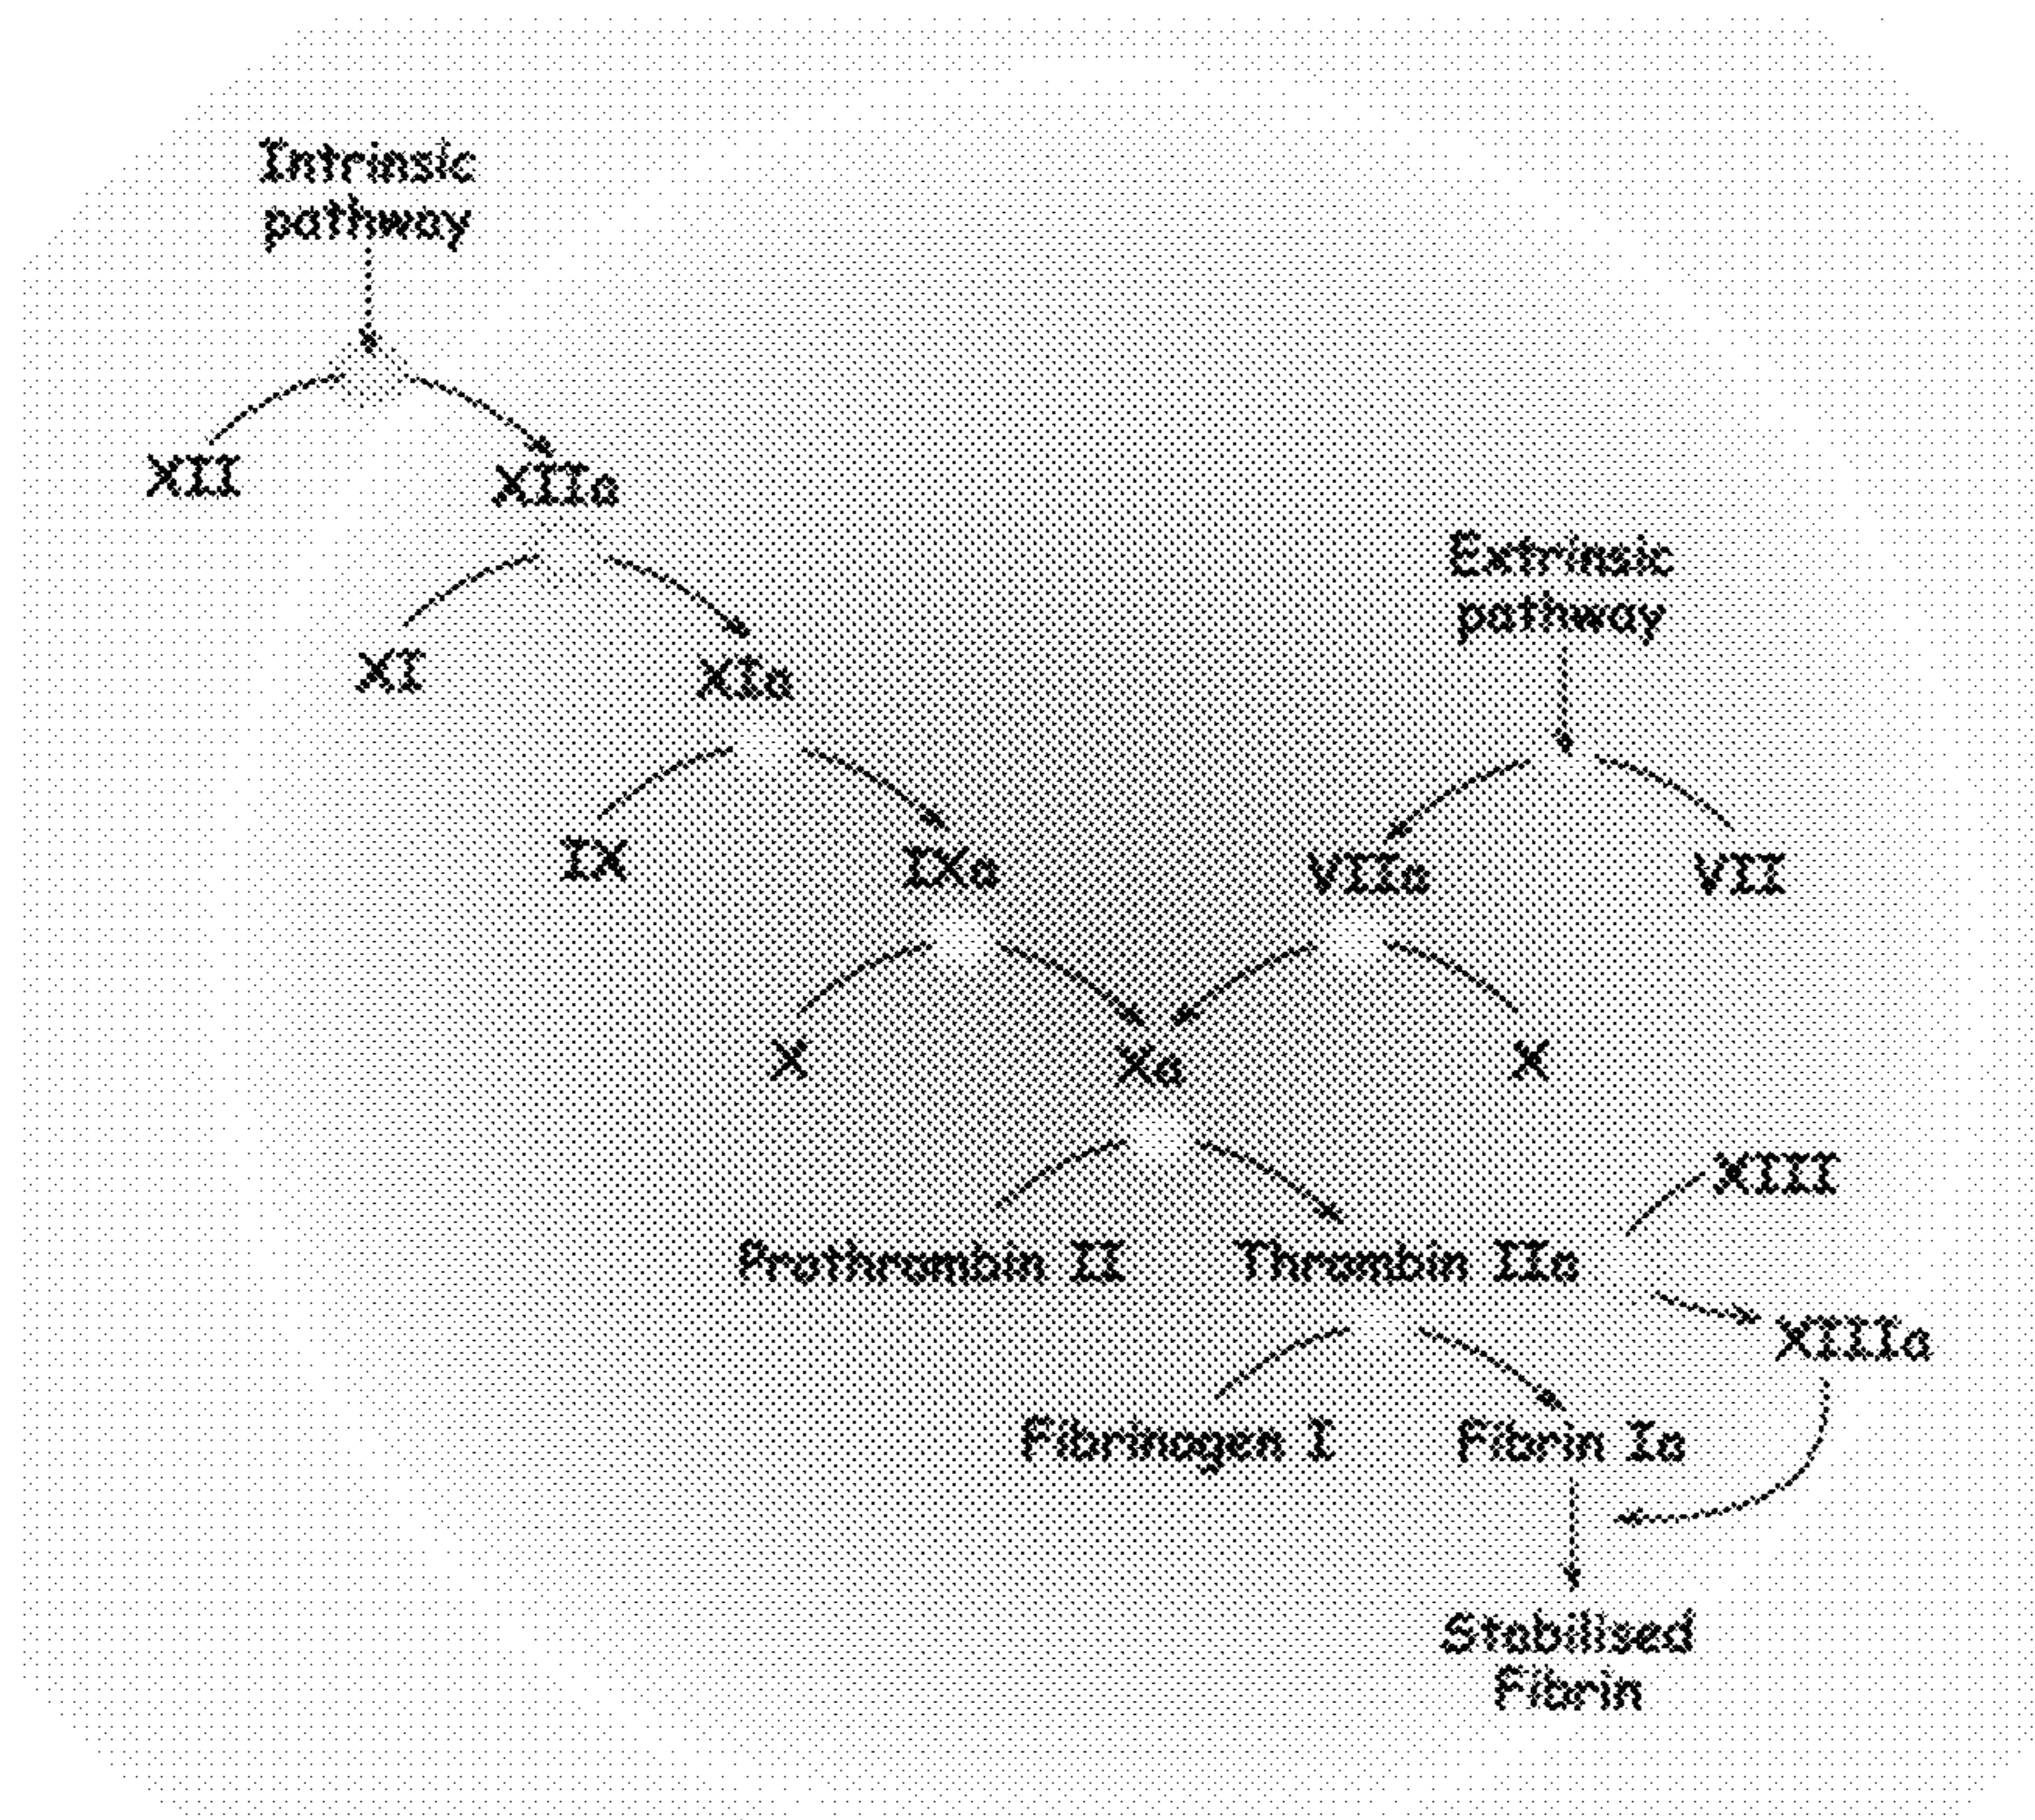 Intrinsic
pathway
XII
XIIa
Extrinsic
pathway
XI
XIa
IX
IXa
VIIa
VII
X
Xa
X
XIII
Prothrombin II
Thrombin IIa
XIIIa
Fibrinogen I
Fibrin Ia
Stabilised
Fibrin